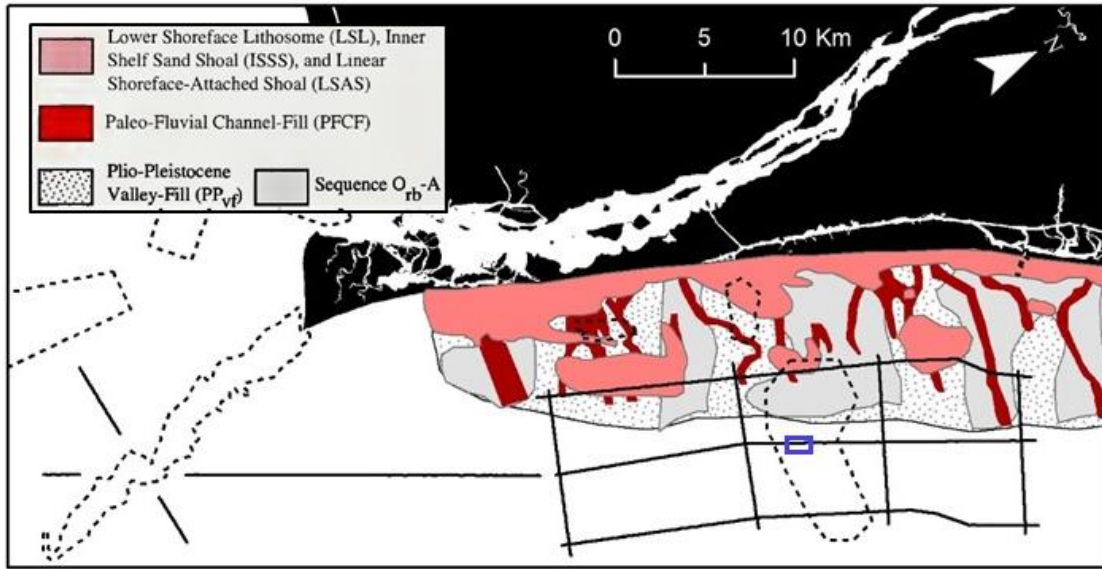 Lower Shoreface Lithosome (LSL), Inner
Shelf Sand Shoal (ISSS), and Linear
Shoreface-Attached Shoal (LSAS)
Paleo-Fluvial Channel-Fill (PFCF)
Plio-Pleistocene
Valley-Fill (PPvf)
Sequence Orb-A
0 5 10 Km
N